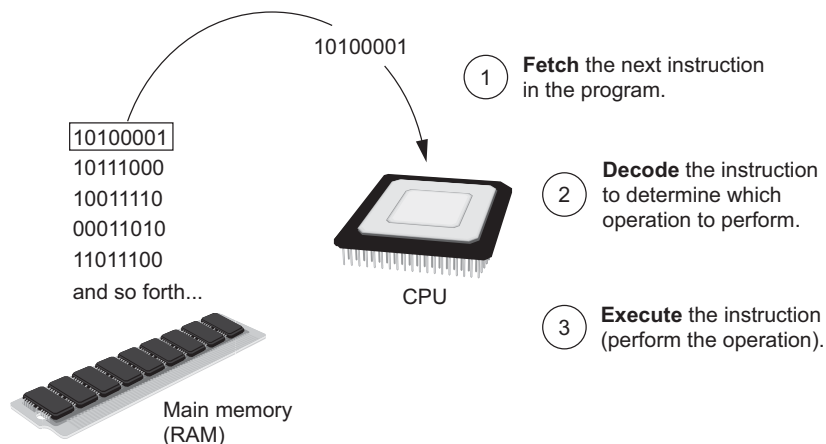 10100001
1
Fetch the next instruction
in the program.
10100001
10111000
10011110
00011010
11011100
and so forth...
2
Decode the instruction
to determine which
operation to perform.
CPU
3
Execute the instruction
(perform the operation).
Main memory
(RAM)